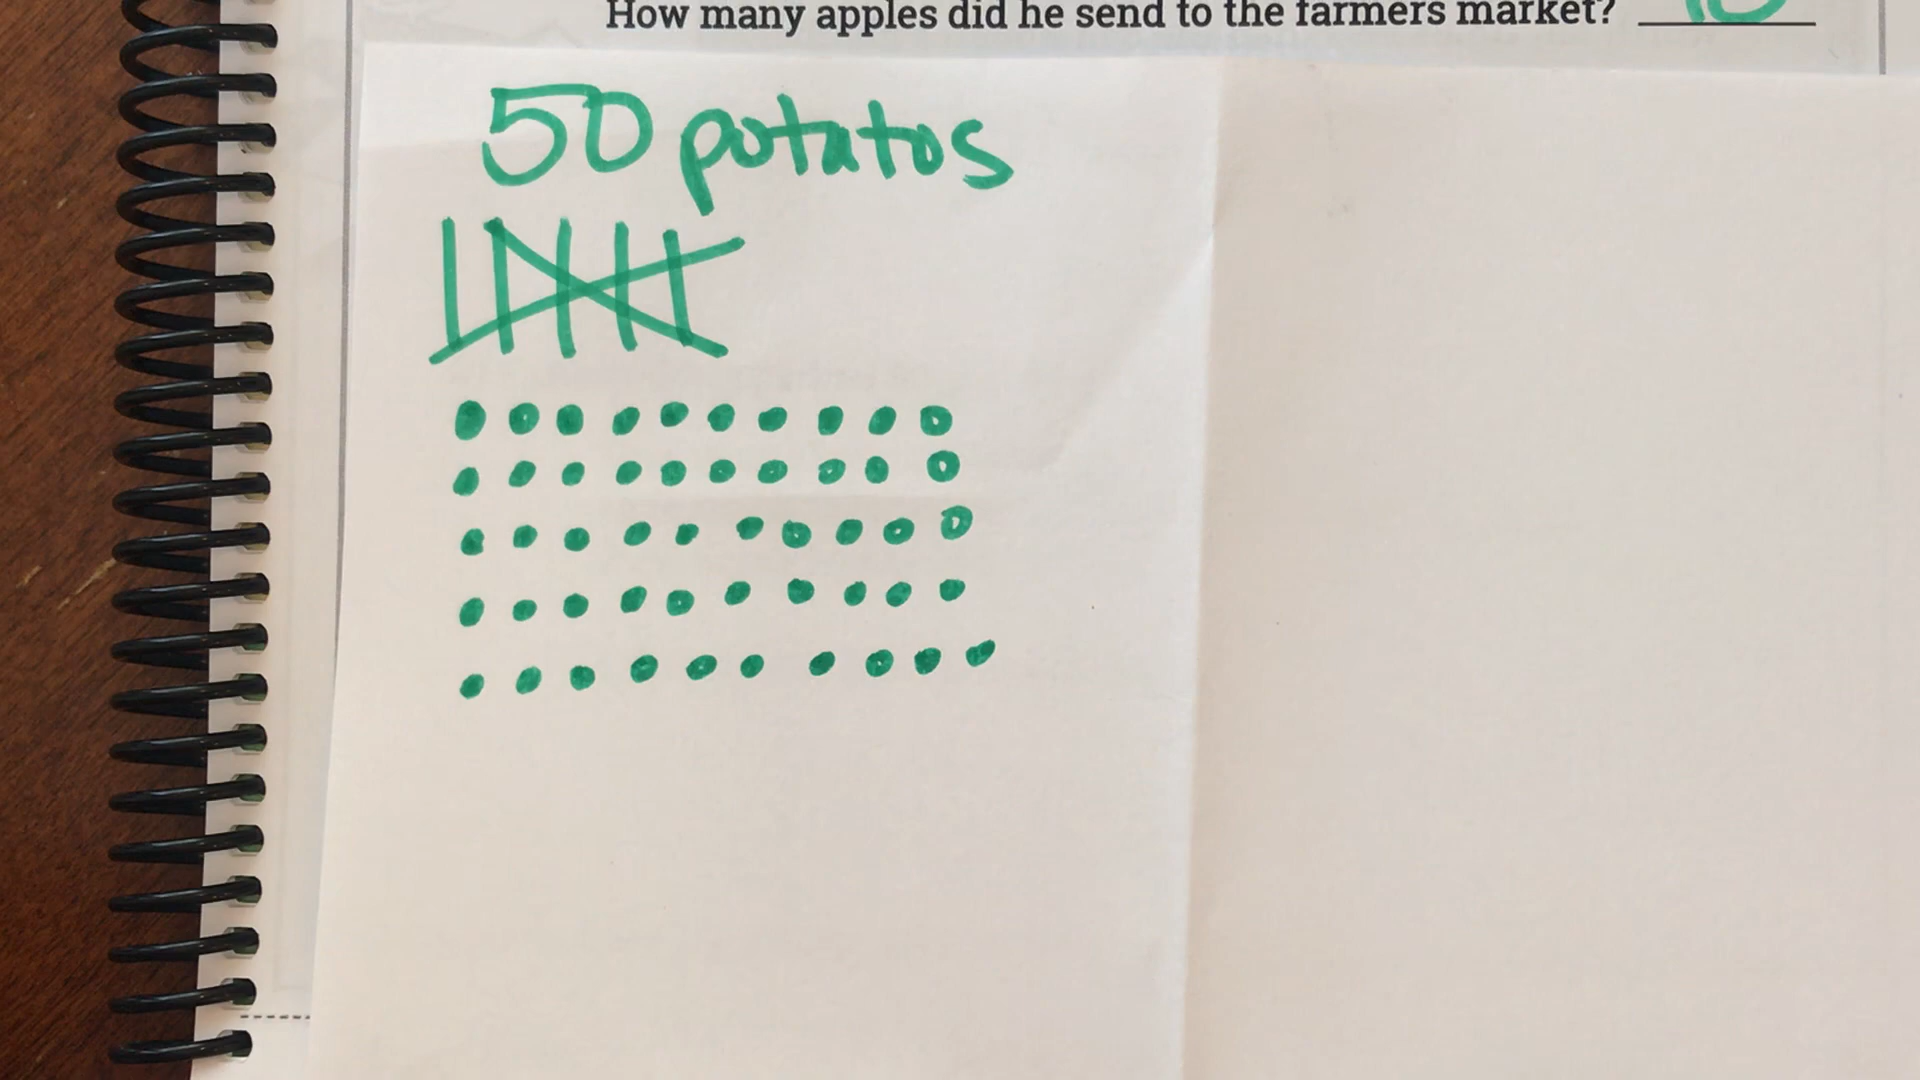 How many apples did he send to the farmers market?
50 potatos